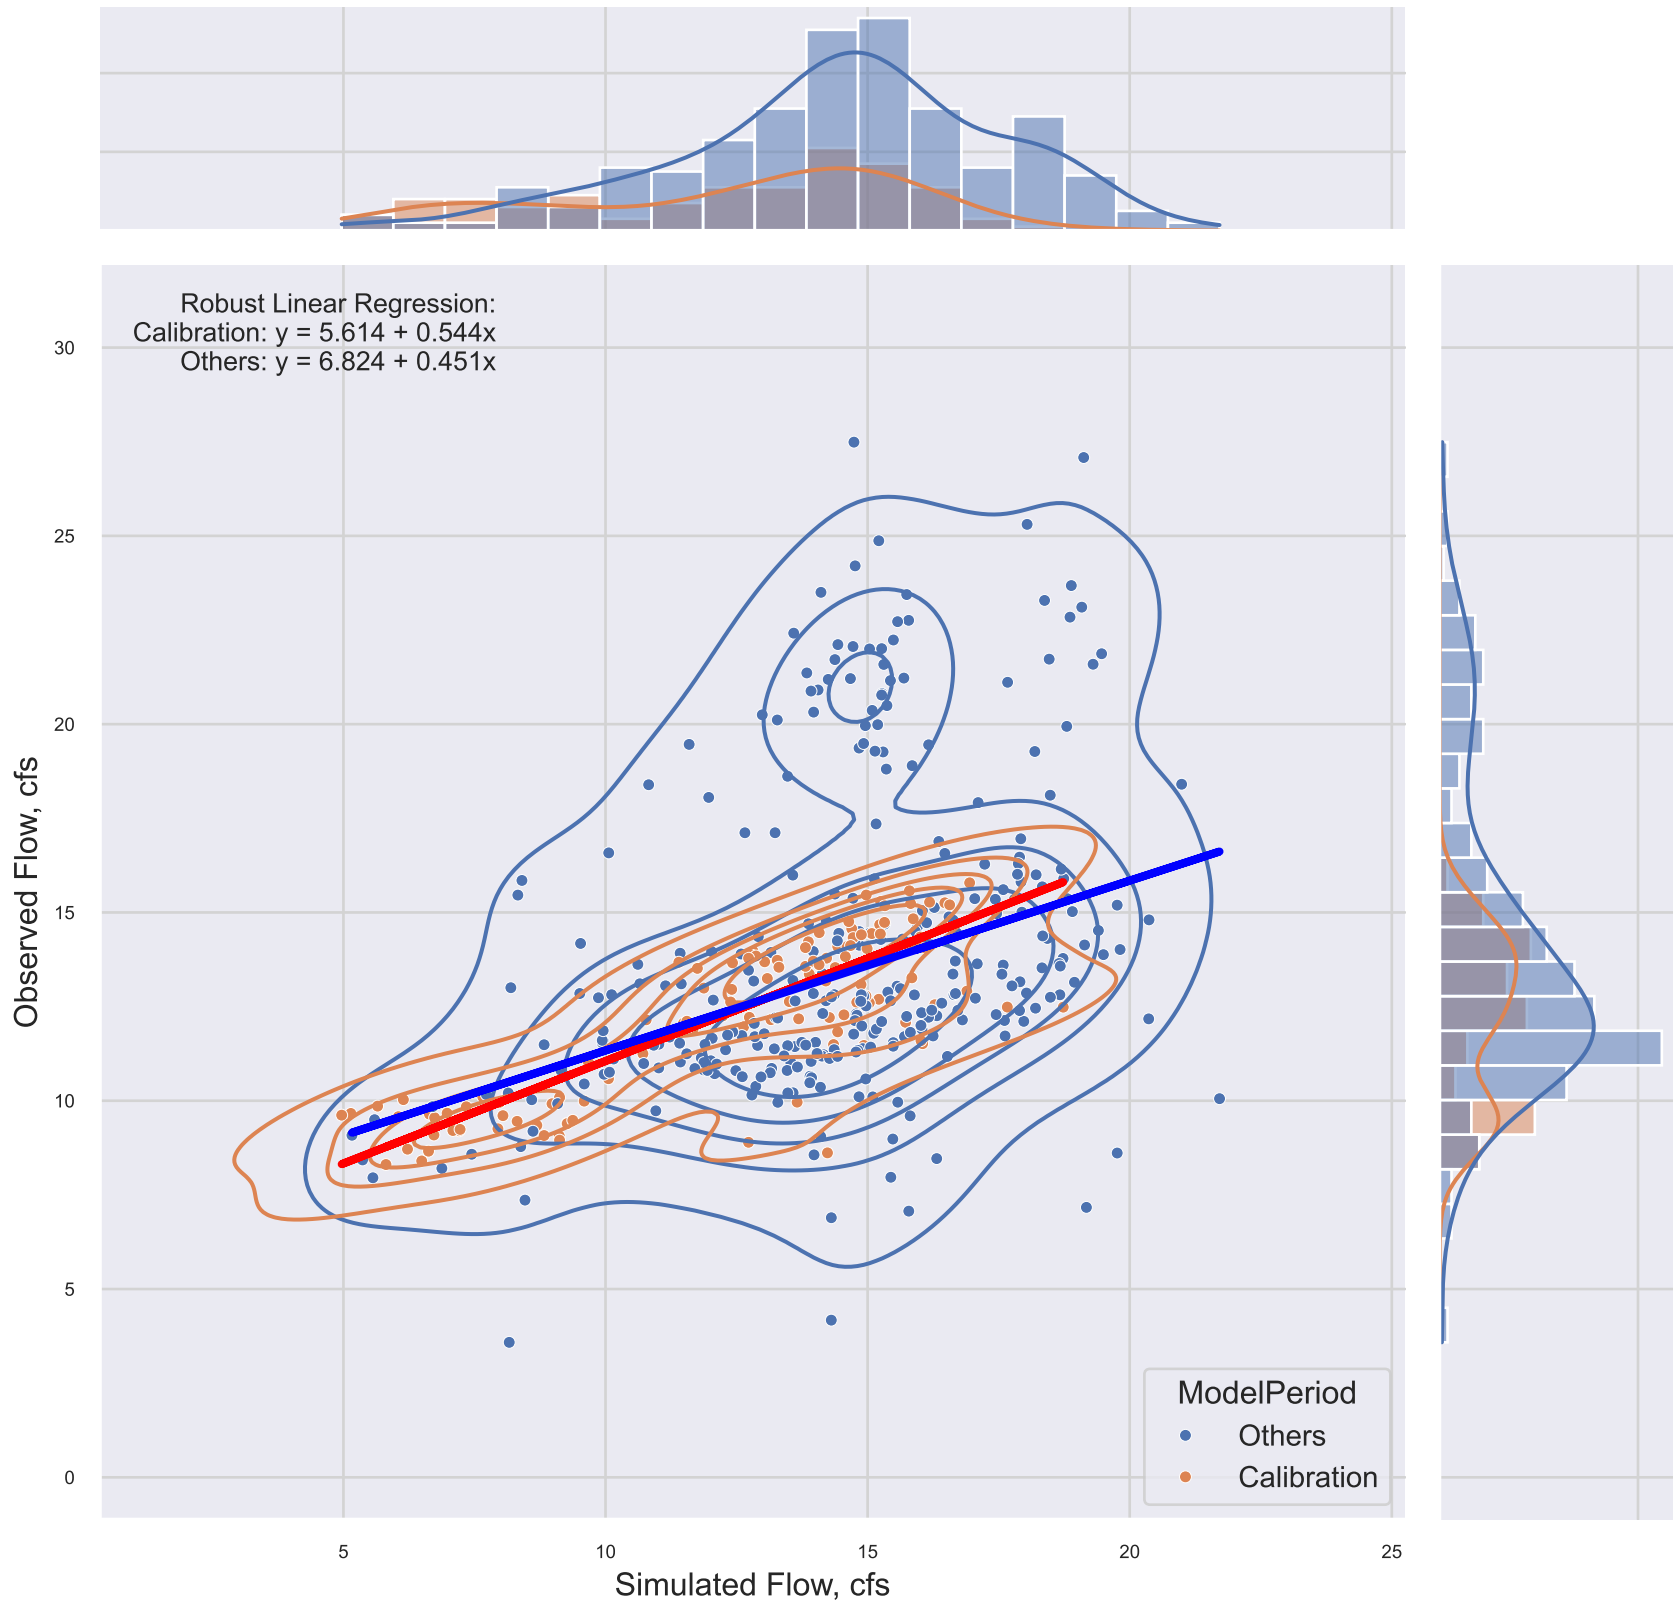 Robust Linear Regression:
Calibration: y = 5.614 + 0.544x
Others: y = 6.824 + 0.451x
30
25
20
15
10
5
0
Observed Flow, cfs
ModelPeriod
Others
Calibration
5
10
15
20
25
Simulated Flow, cfs